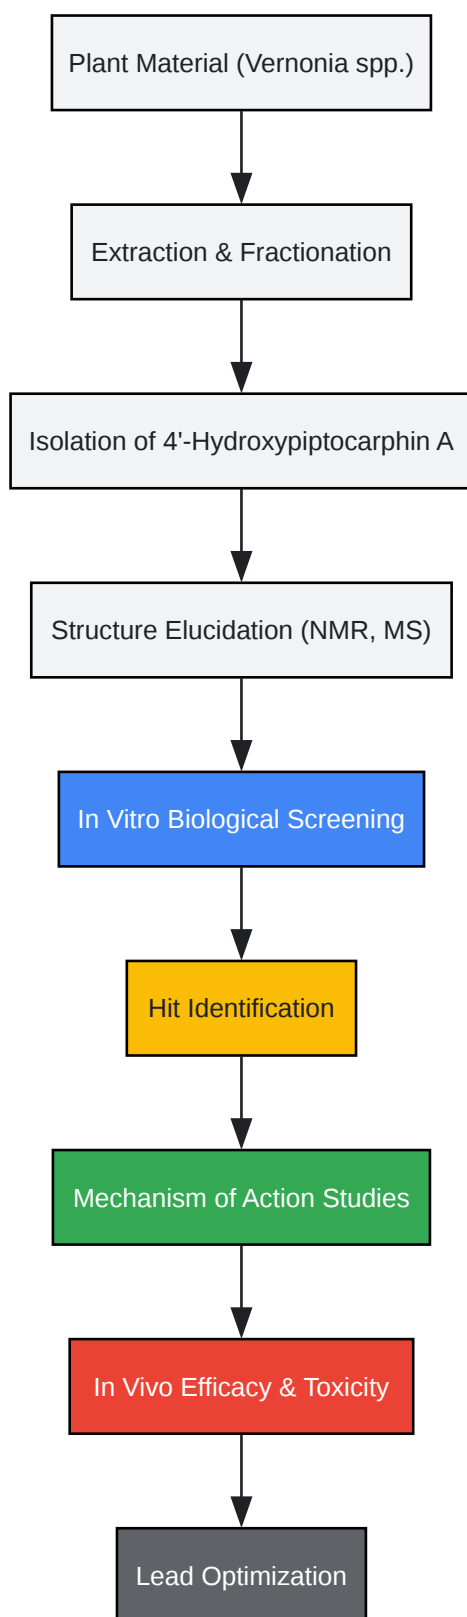 Plant Material (Vernonia spp.)
Extraction & Fractionation
Isolation of 4'-Hydroxypiptocarphin A
Structure Elucidation (NMR, MS)
In Vitro Biological Screening
Hit Identification
Mechanism of Action Studies
In Vivo Efficacy & Toxicity
Lead Optimization